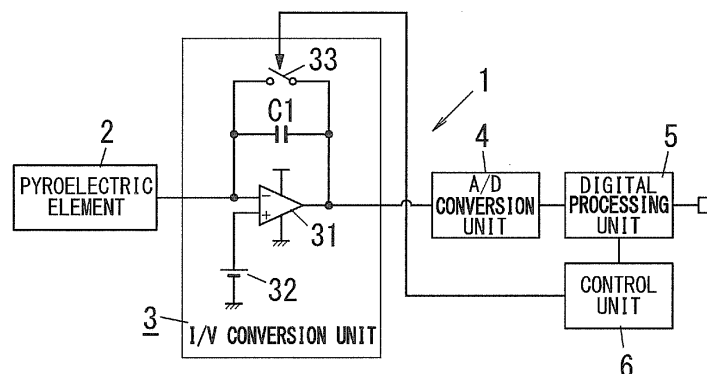 33
C1
1
2
4
5
PYROELECTRIC
ELEMENT
A/D
CONVERSION
UNIT
DIGITAL
PROCESSING
UNIT
−
+
31
32
CONTROL
UNIT
3
I/V CONVERSION UNIT
6